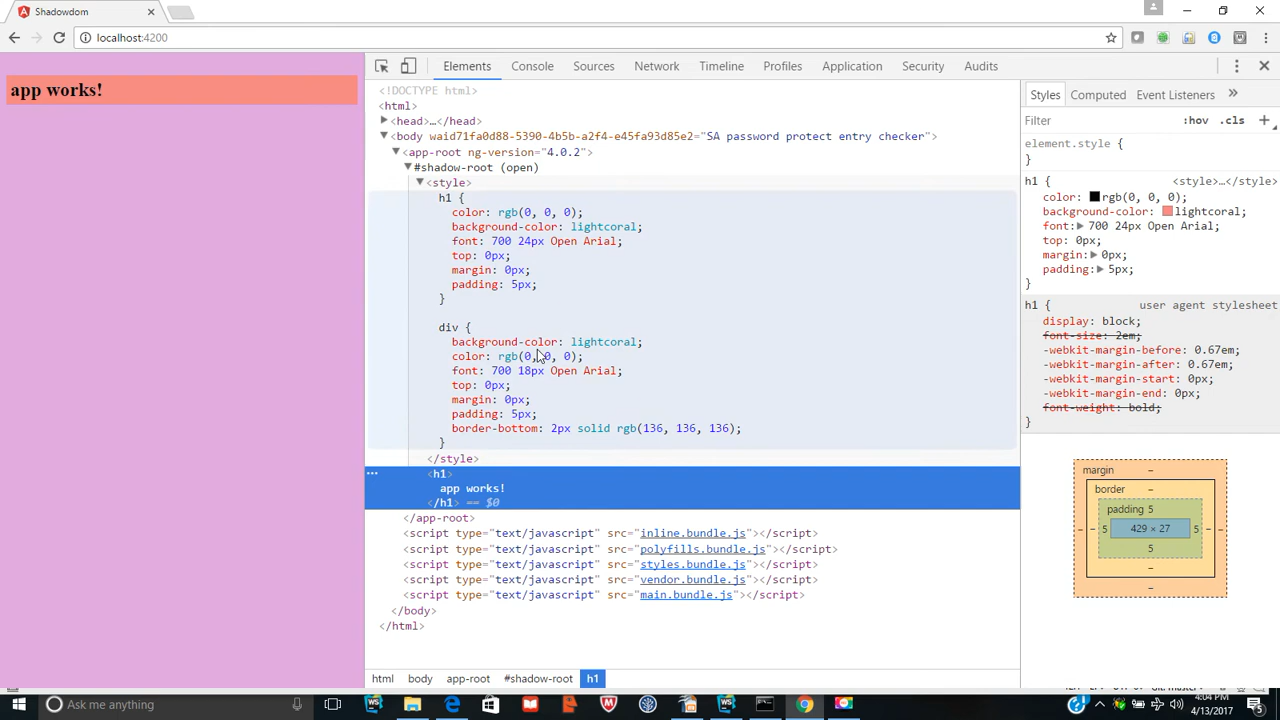 Shadowdom
localhost:4200
app works!
Elements Console Sources Network Timeline Profiles Application Security Audits
<!DOCTYPE html>
<html>
<head>…</head>
<body waid71fa0d88-5390-4b5b-a2f4-e45fa93d85e2="SA password protect entry checker">
<app-root ng-version="4.0.2">
#shadow-root (open)
<style>
h1 {
color: rgb(0, 0, 0);
background-color: lightcoral;
font: 700 24px Open Arial;
top: 0px;
margin: 0px;
padding: 5px;
}
div {
background-color: lightcoral;
color: rgb(0, 0, 0);
font: 700 18px Open Arial;
top: 0px;
margin: 0px;
padding: 5px;
border-bottom: 2px solid rgb(136, 136, 136);
}
</style>
<h1>
app works!
</h1> == $0
</app-root>
<script type="text/javascript" src="inline.bundle.js"></script>
<script type="text/javascript" src="polyfills.bundle.js"></script>
<script type="text/javascript" src="styles.bundle.js"></script>
<script type="text/javascript" src="vendor.bundle.js"></script>
<script type="text/javascript" src="main.bundle.js"></script>
</body>
</html>
html body app-root #shadow-root h1
Styles Computed Event Listeners
Filter :hov .cls
element.style {
}
h1 { <style>…</style>
color: rgb(0, 0, 0);
background-color: lightcoral;
font: 700 24px Open Arial;
top: 0px;
margin: 0px;
padding: 5px;
}
h1 { user agent stylesheet
display: block;
font-size: 2em;
-webkit-margin-before: 0.67em;
-webkit-margin-after: 0.67em;
-webkit-margin-start: 0px;
-webkit-margin-end: 0px;
font-weight: bold;
}
margin –
border –
padding 5
– – 5 429 × 27 5 – –
5
–
–
Ask me anything
4:04 PM
4/13/2017